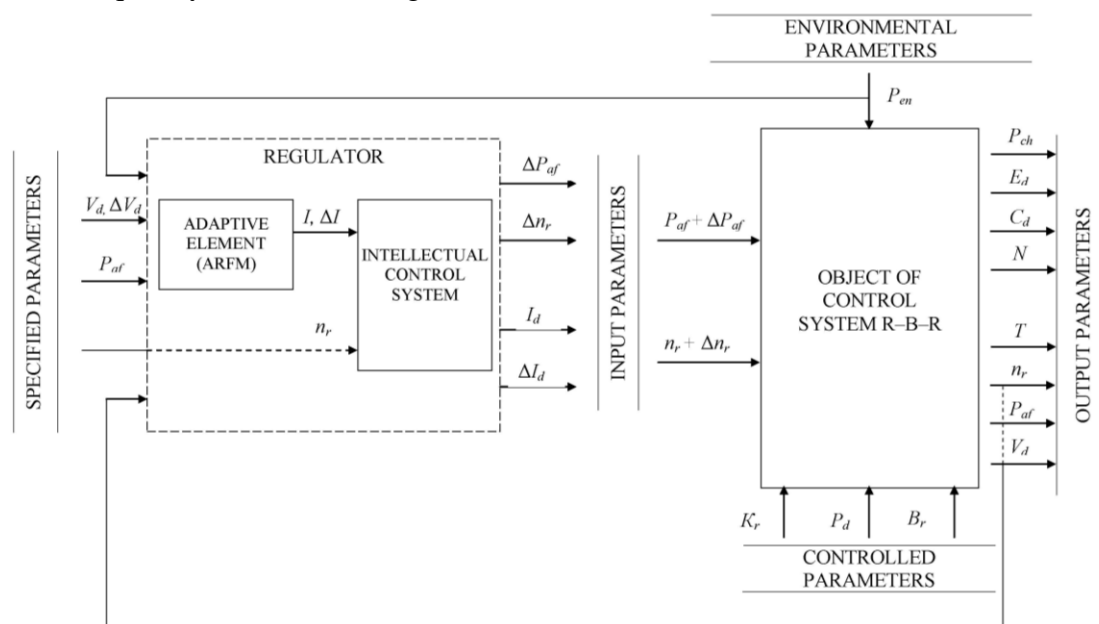 ENVIRONMENTAL
PARAMETERS
P_en
SPECIFIED PARAMETERS
V_d, ΔV_d
P_af
REGULATOR
ADAPTIVE
ELEMENT
(ARFM)
I, ΔI
n_r
INTELLECTUAL
CONTROL
SYSTEM
ΔP_af
Δn_r
I_d
ΔI_d
INPUT PARAMETERS
P_af + ΔP_af
n_r + Δn_r
OBJECT OF
CONTROL
SYSTEM R–B–R
P_ch
E_d
C_d
N
T
n_r
P_af
V_d
OUTPUT PARAMETERS
K_r
P_d
B_r
CONTROLLED
PARAMETERS